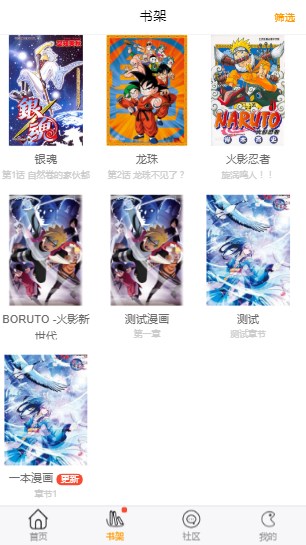 书架
筛选
銀魂
NARUTO
银魂
龙珠
火影忍者
第1话 自然卷的家伙都
第2话 龙珠不见了？
旋涡鸣人！！
BORUTO -火影新世代
测试漫画
测试
第一章
测试章节
一本漫画 更新
章节1
首页
书架
社区
我的